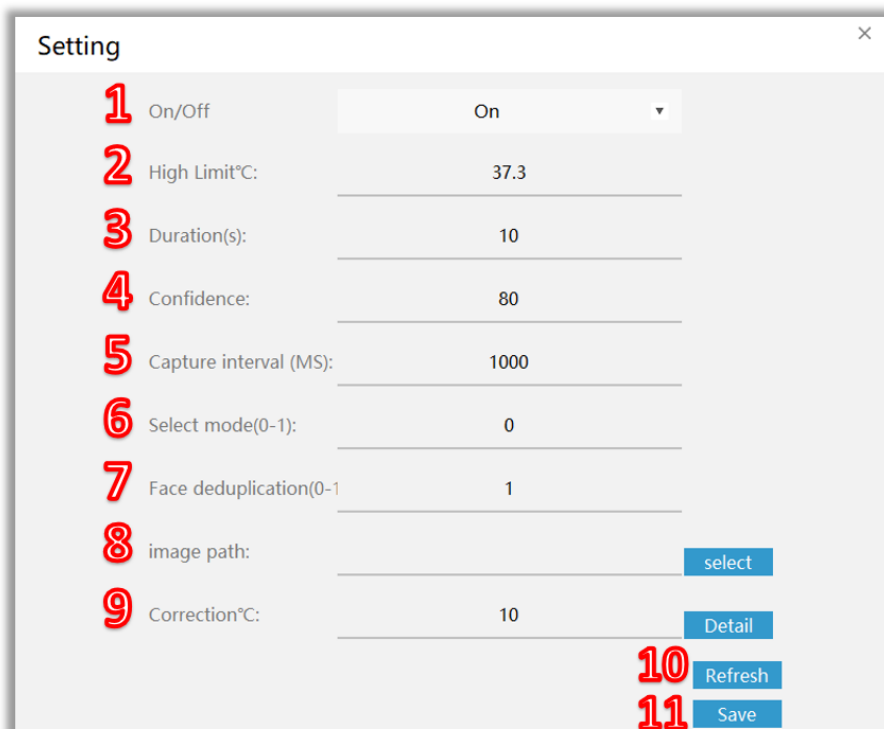 Setting
×
1 On/Off On ▼
2 High Limit℃: 37.3
3 Duration(s): 10
4 Confidence: 80
5 Capture interval (MS): 1000
6 Select mode(0-1): 0
7 Face deduplication(0-1 1
8 image path: select
9 Correction℃: 10 Detail
10 Refresh
11 Save